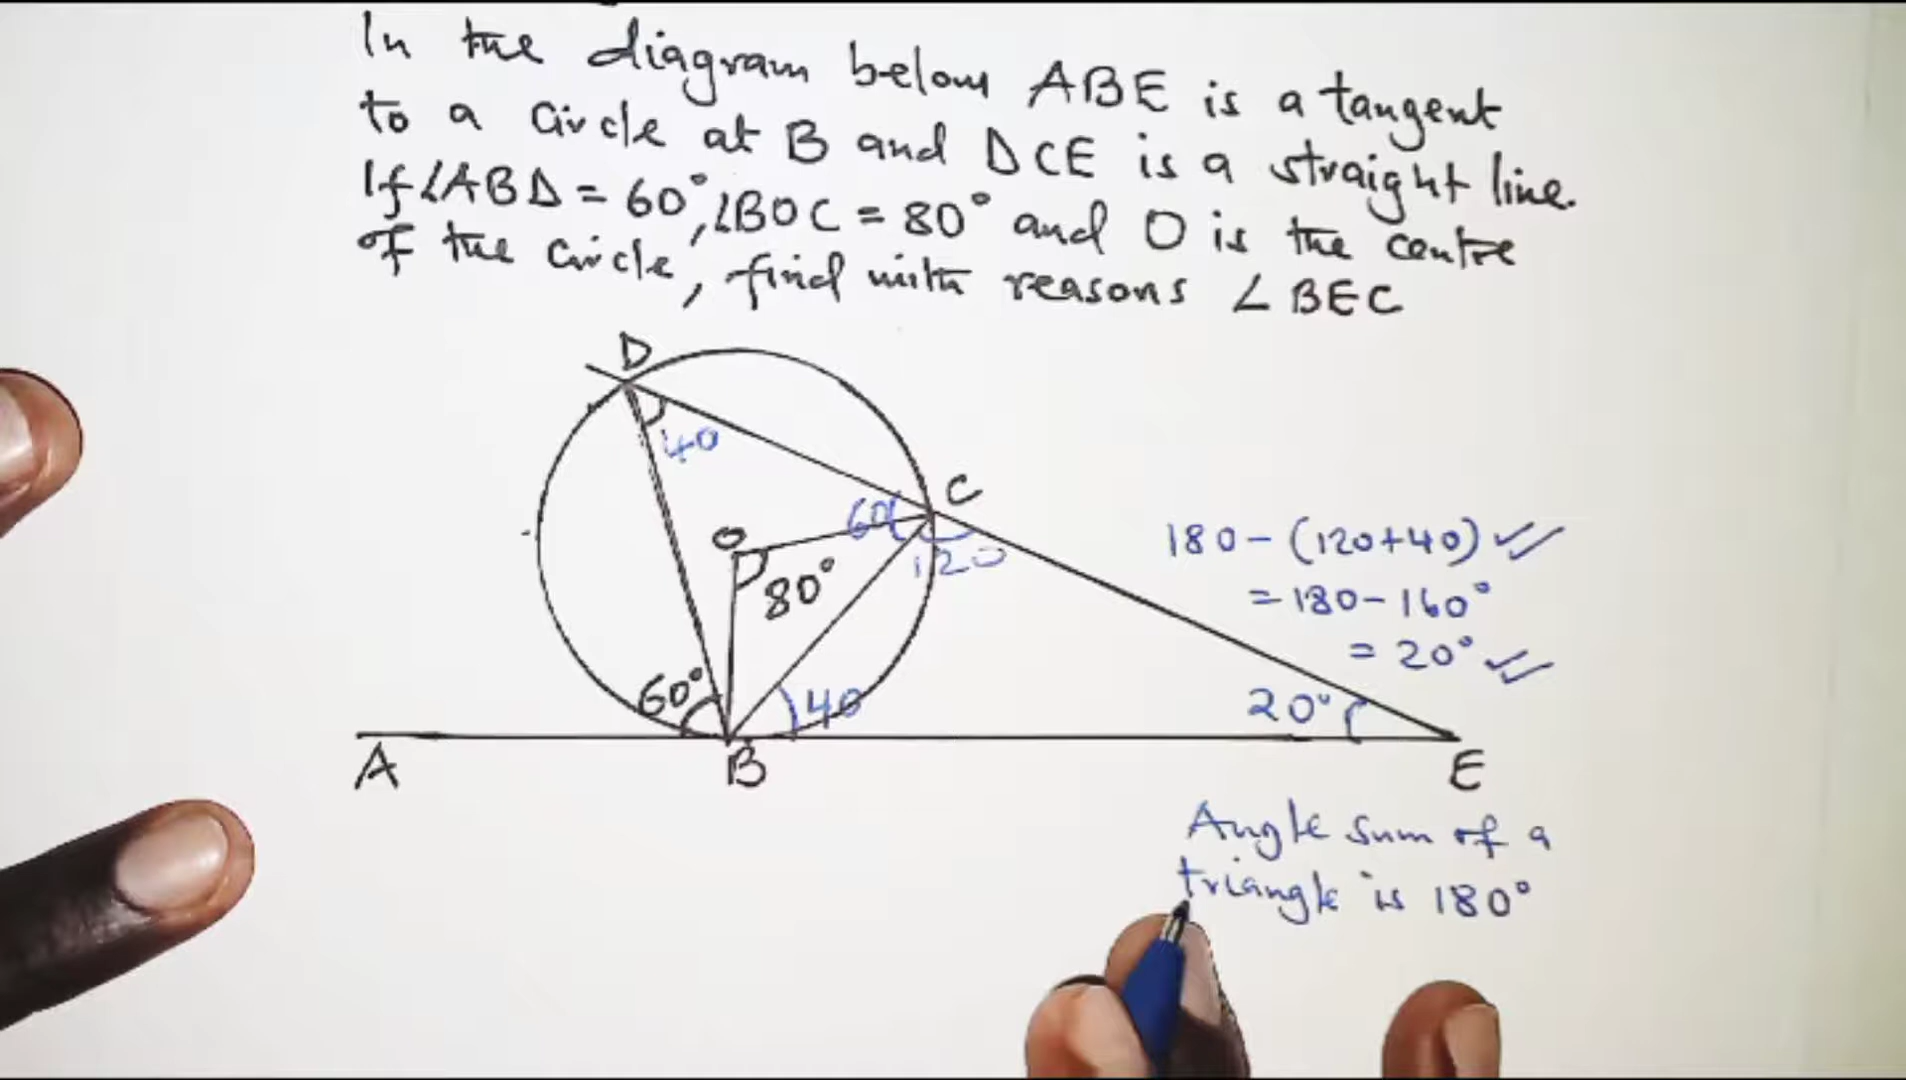 In the diagram below ABE is a tangent
to a circle at B and DCE is a straight line.
If ∠ABD = 60°, ∠BOC = 80° and O is the centre
of the circle, find with reasons ∠BEC
D
40
C
60
120
O
80°
180 - (120+40) ✓✓
= 180 - 160°
= 20° ✓✓
60°
40
20°
A
B
E
Angle sum of a
triangle is 180°